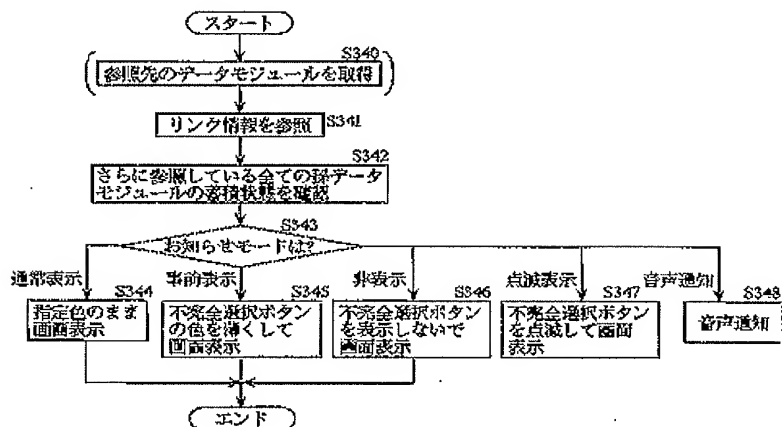 スタート
S340
参照先のデータモジュールを取得
リンク情報を参照
S341
S342
さらに参照している全ての孫データ
モジュールの蓄積状態を確認
S343
お知らせモードは?
通常表示
事前表示
非表示
点滅表示
音声通知
S344
指定色のまま
画面表示
S345
不完全選択ボタン
の色を薄くして
画面表示
S346
不完全選択ボタン
を表示しないで
画面表示
S347
不完全選択ボタン
を点滅して画面
表示
S348
音声通知
エンド